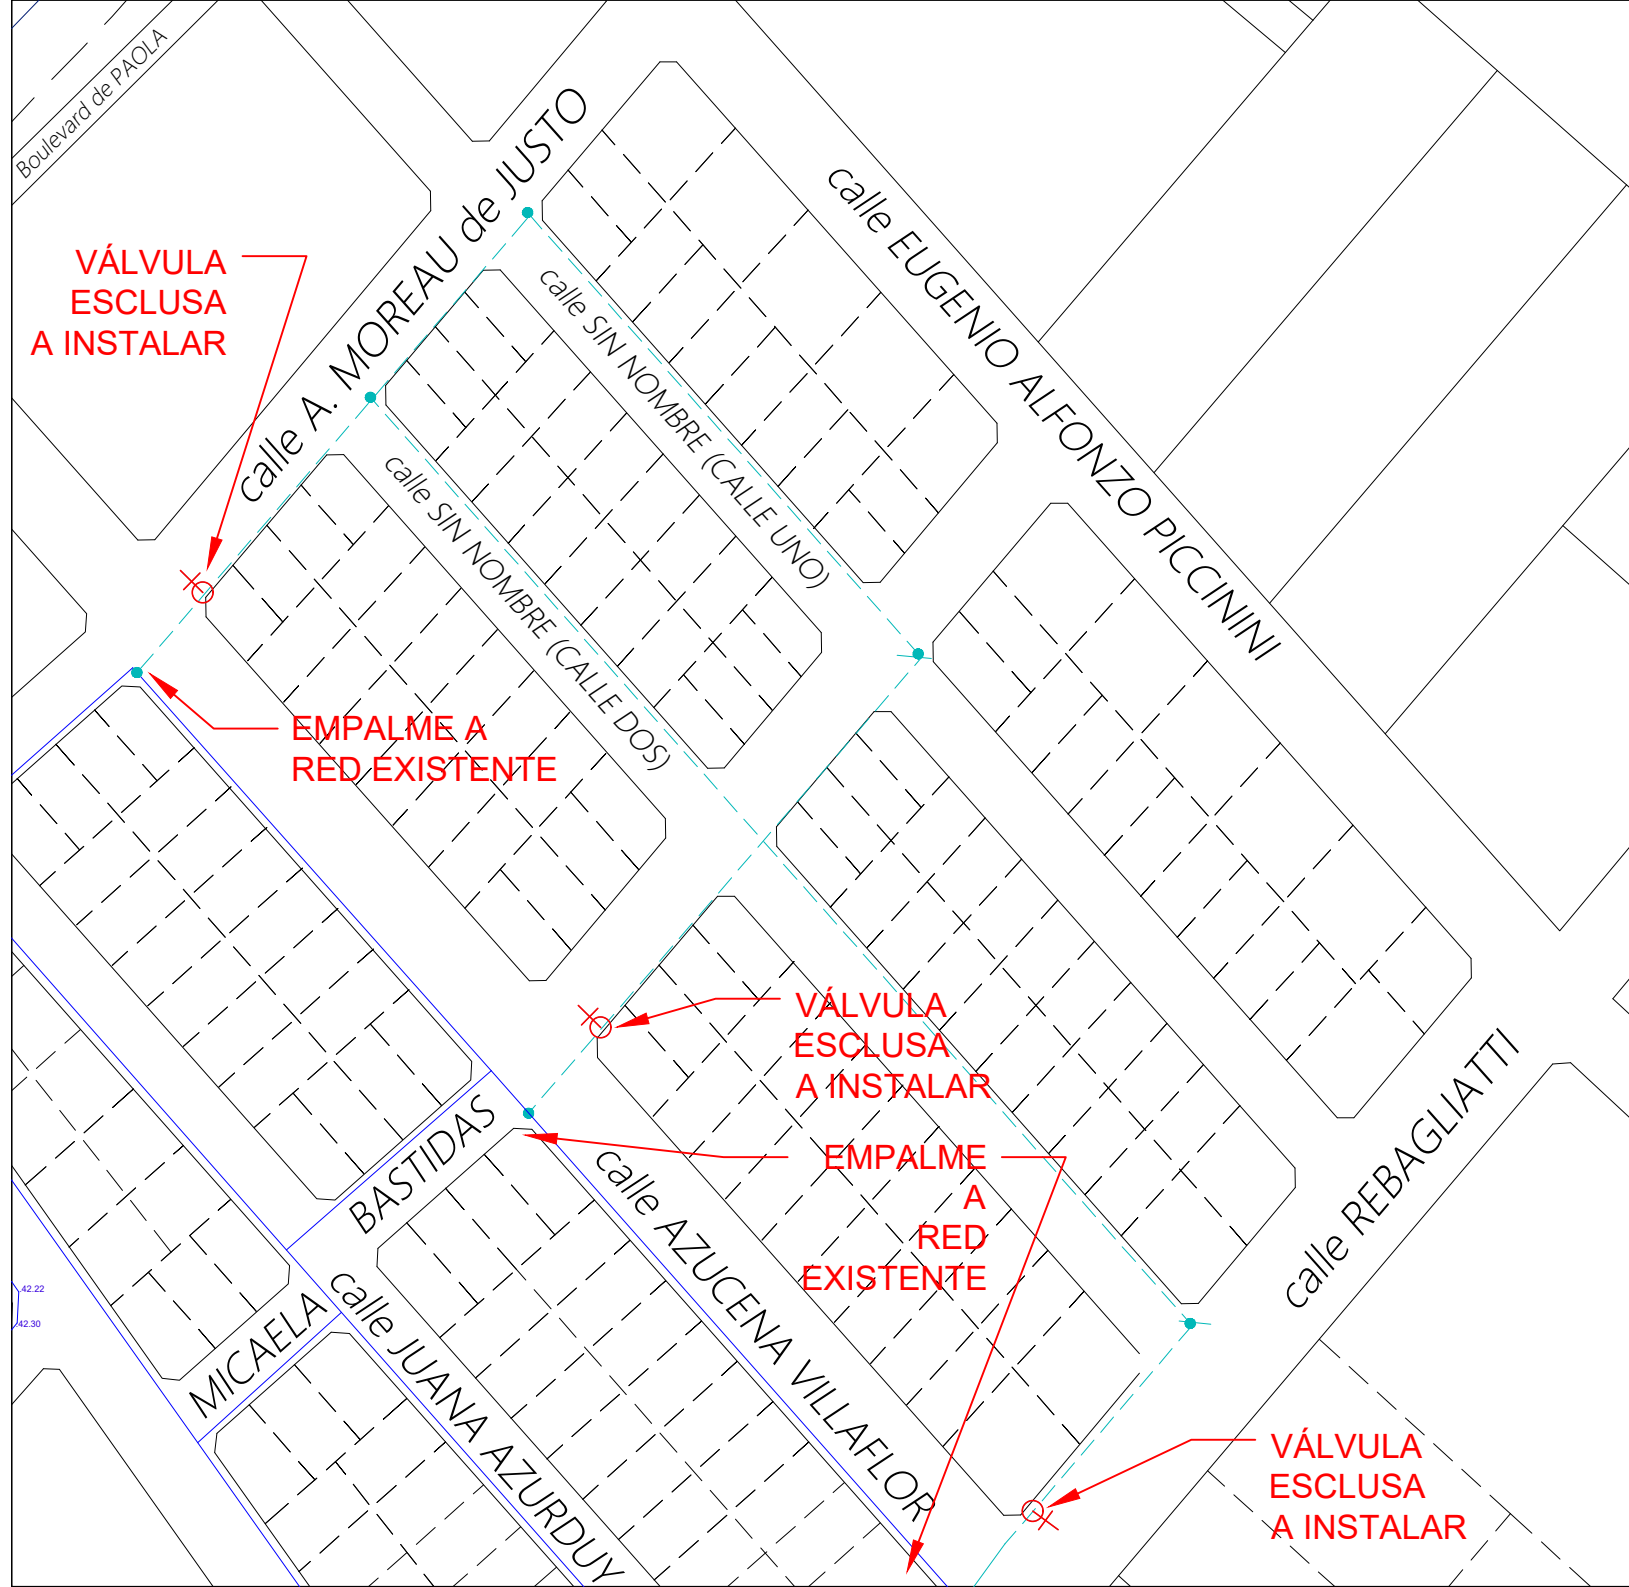 Boulevard de PAOLA
calle A. MOREAU de JUSTO
calle EUGENIO ALFONZO PICCININI
VÁLVULA
ESCLUSA
A INSTALAR
calle SIN NOMBRE (CALLE UNO)
calle SIN NOMBRE (CALLE DOS)
EMPALME A
RED EXISTENTE
VÁLVULA
ESCLUSA
A INSTALAR
EMPALME
A
RED
EXISTENTE
MICAELA BASTIDAS
calle AZUCENA VILLAFLOR
calle REBAGLIATTI
42.22
42.30
calle JUANA AZURDUY
VÁLVULA
ESCLUSA
A INSTALAR